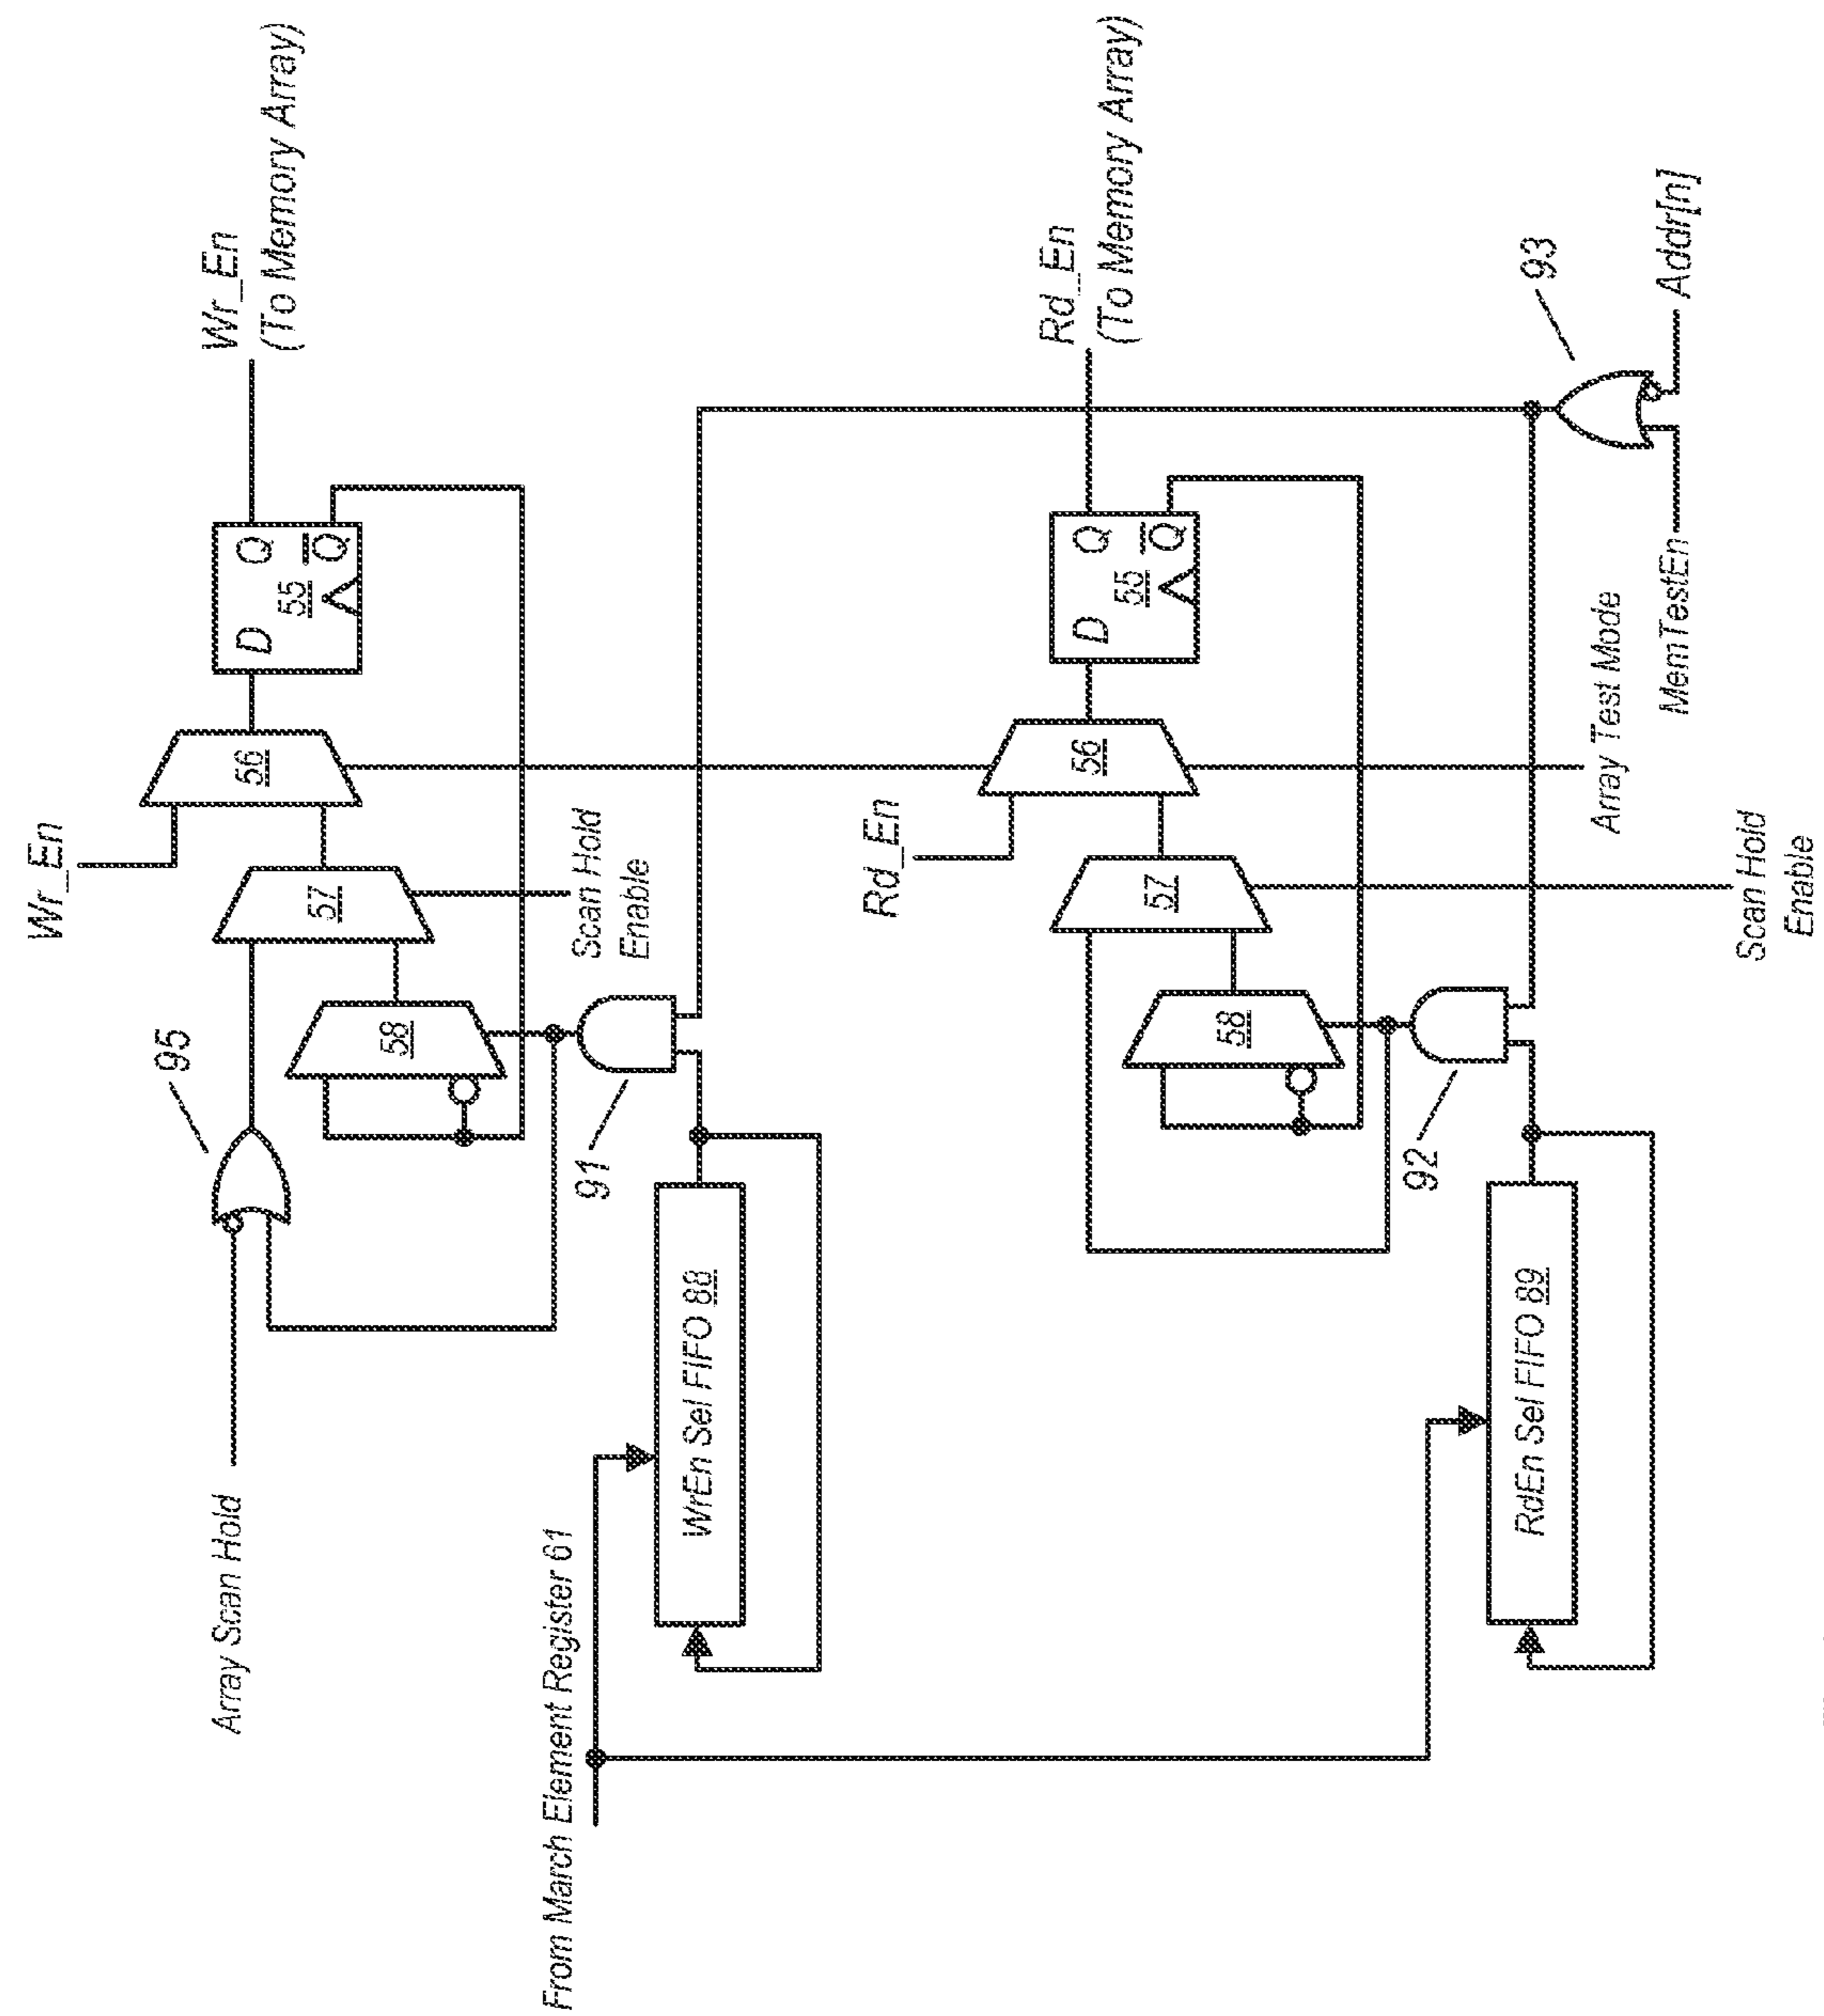 Wr_En
Wr_En
(To Memory Array)
95
Array Scan Hold
56
D
Q
Q
55
57
58
Scan Hold
Enable
91
From March Element Register 61
WrEn Sel FIFO 88
Rd_En
Rd_En
(To Memory Array)
56
D
Q
Q
55
57
58
92
RdEn Sel FIFO 89
93
Array Test Mode
MemTestEn
Addr[n]
Scan Hold
Enable